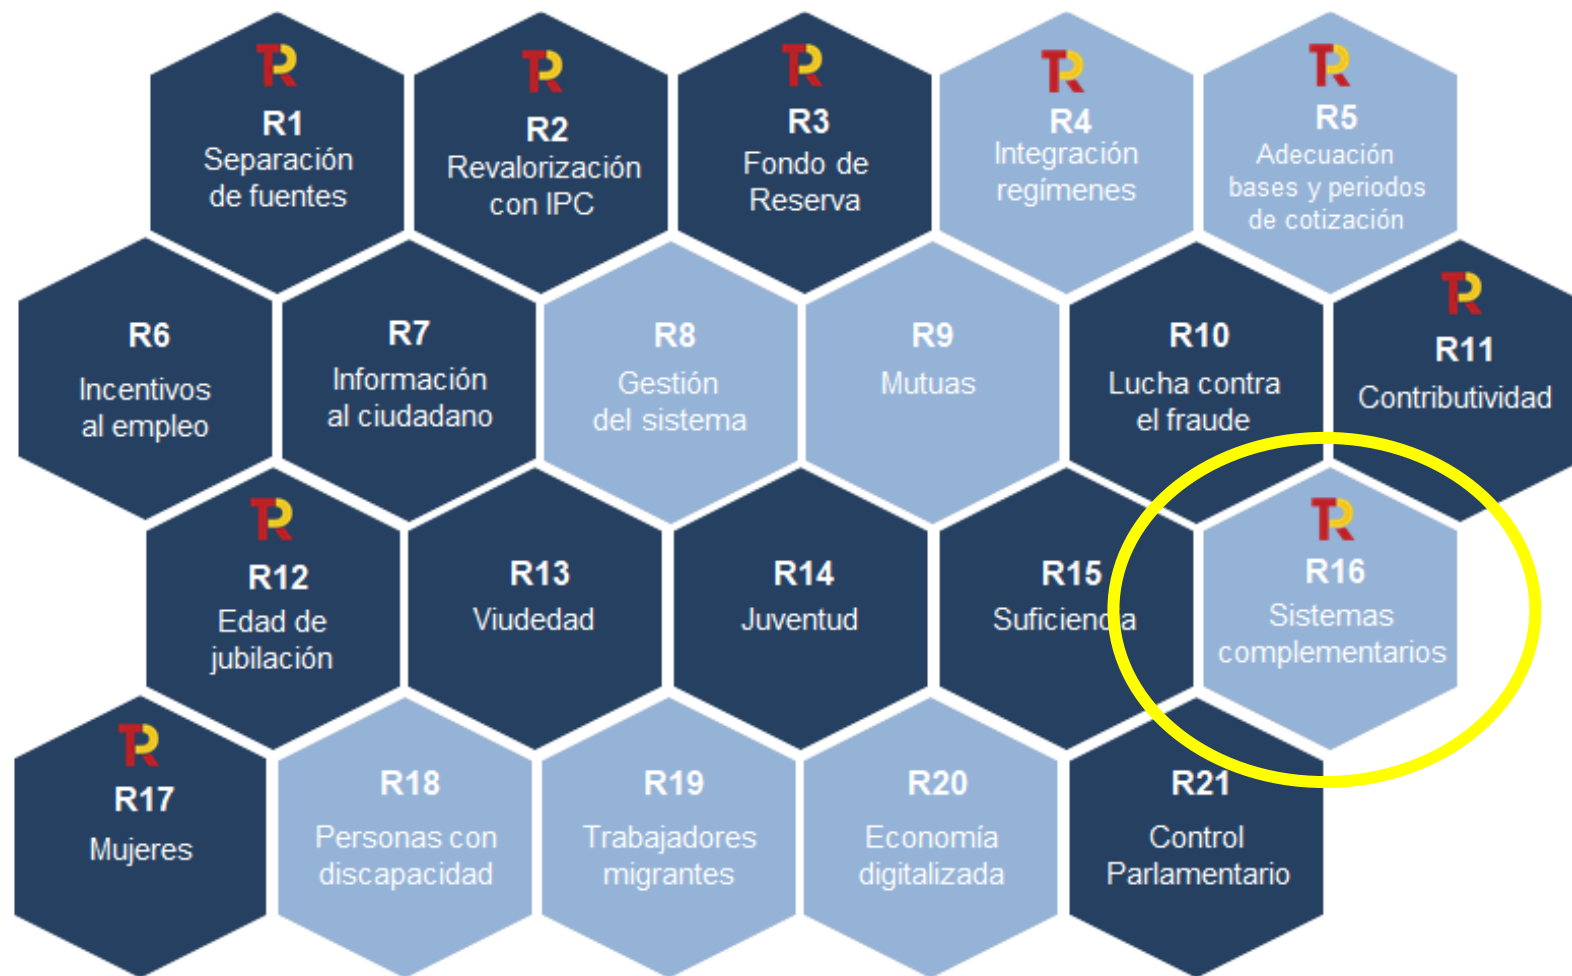 R1
Separación
de fuentes
R2
Revalorización
con IPC
R3
Fondo de
Reserva
R4
Integración
regímenes
R5
Adecuación
bases y periodos
de cotización
R6
Incentivos
al empleo
R7
Información
al ciudadano
R8
Gestión
del sistema
R9
Mutuas
R10
Lucha contra
el fraude
R11
Contributividad
R12
Edad de
jubilación
R13
Viudedad
R14
Juventud
R15
Suficiencia
R16
Sistemas
complementarios
R17
Mujeres
R18
Personas con
discapacidad
R19
Trabajadores
migrantes
R20
Economía
digitalizada
R21
Control
Parlamentario